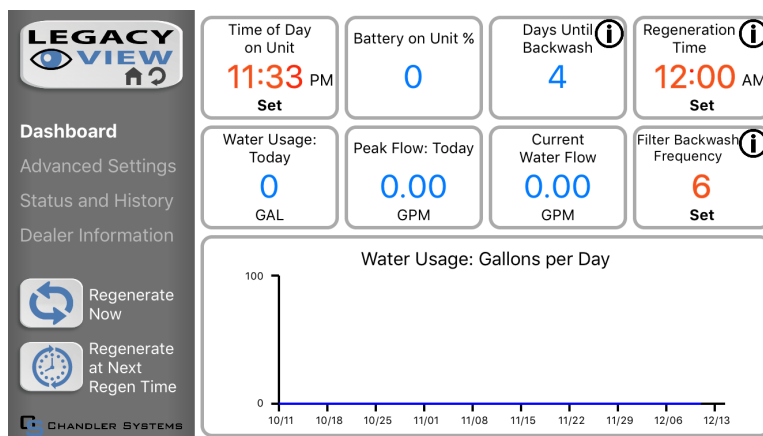 LEGACY
VIEW
Dashboard
Advanced Settings
Status and History
Dealer Information
Regenerate
Now
Regenerate
at Next
Regen Time
CHANDLER SYSTEMS
Time of Day
on Unit
11:33 PM
Set
Battery on Unit %
0
Days Until
Backwash
i
4
Regeneration
Time
i
12:00 AM
Set
Water Usage:
Today
0
GAL
Peak Flow: Today
0.00
GPM
Current
Water Flow
0.00
GPM
Filter Backwash
Frequency
i
6
Set
Water Usage: Gallons per Day
100
0
10/11 10/18 10/25 11/01 11/08 11/15 11/22 11/29 12/06 12/13